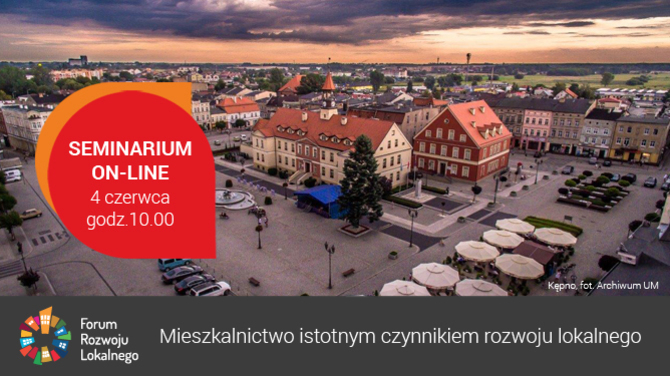 SEMINARIUM
ON-LINE
4 czerwca
godz.10.00
Kępno, fot. Archiwum UM
Forum
Rozwoju
Lokalnego
Mieszkalnictwo istotnym czynnikiem rozwoju lokalnego